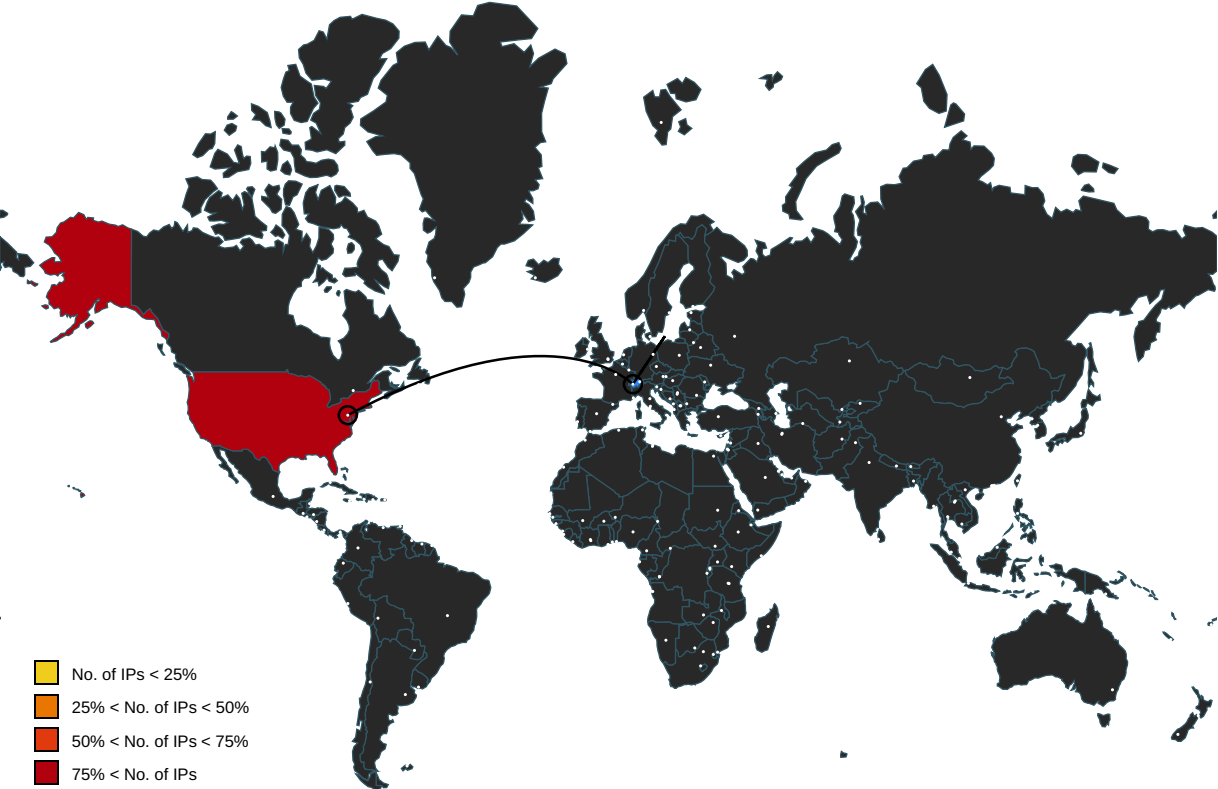 No. of IPs < 25%
25% < No. of IPs < 50%
50% < No. of IPs < 75%
75% < No. of IPs